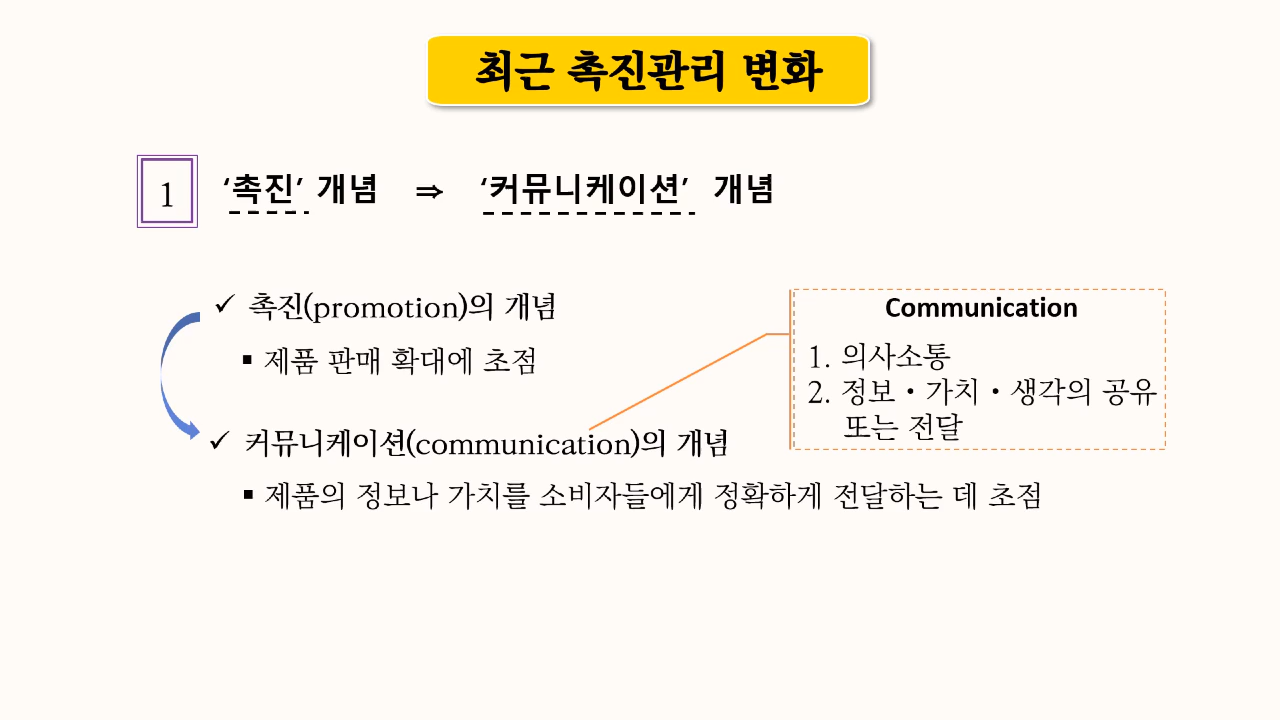 최근 촉진관리 변화
1 ‘촉진’ 개념 ⇒ ‘커뮤니케이션’ 개념
✓ 촉진(promotion)의 개념
▪ 제품 판매 확대에 초점
✓ 커뮤니케이션(communication)의 개념
▪ 제품의 정보나 가치를 소비자들에게 정확하게 전달하는 데 초점
Communication
1. 의사소통
2. 정보・가치・생각의 공유
또는 전달